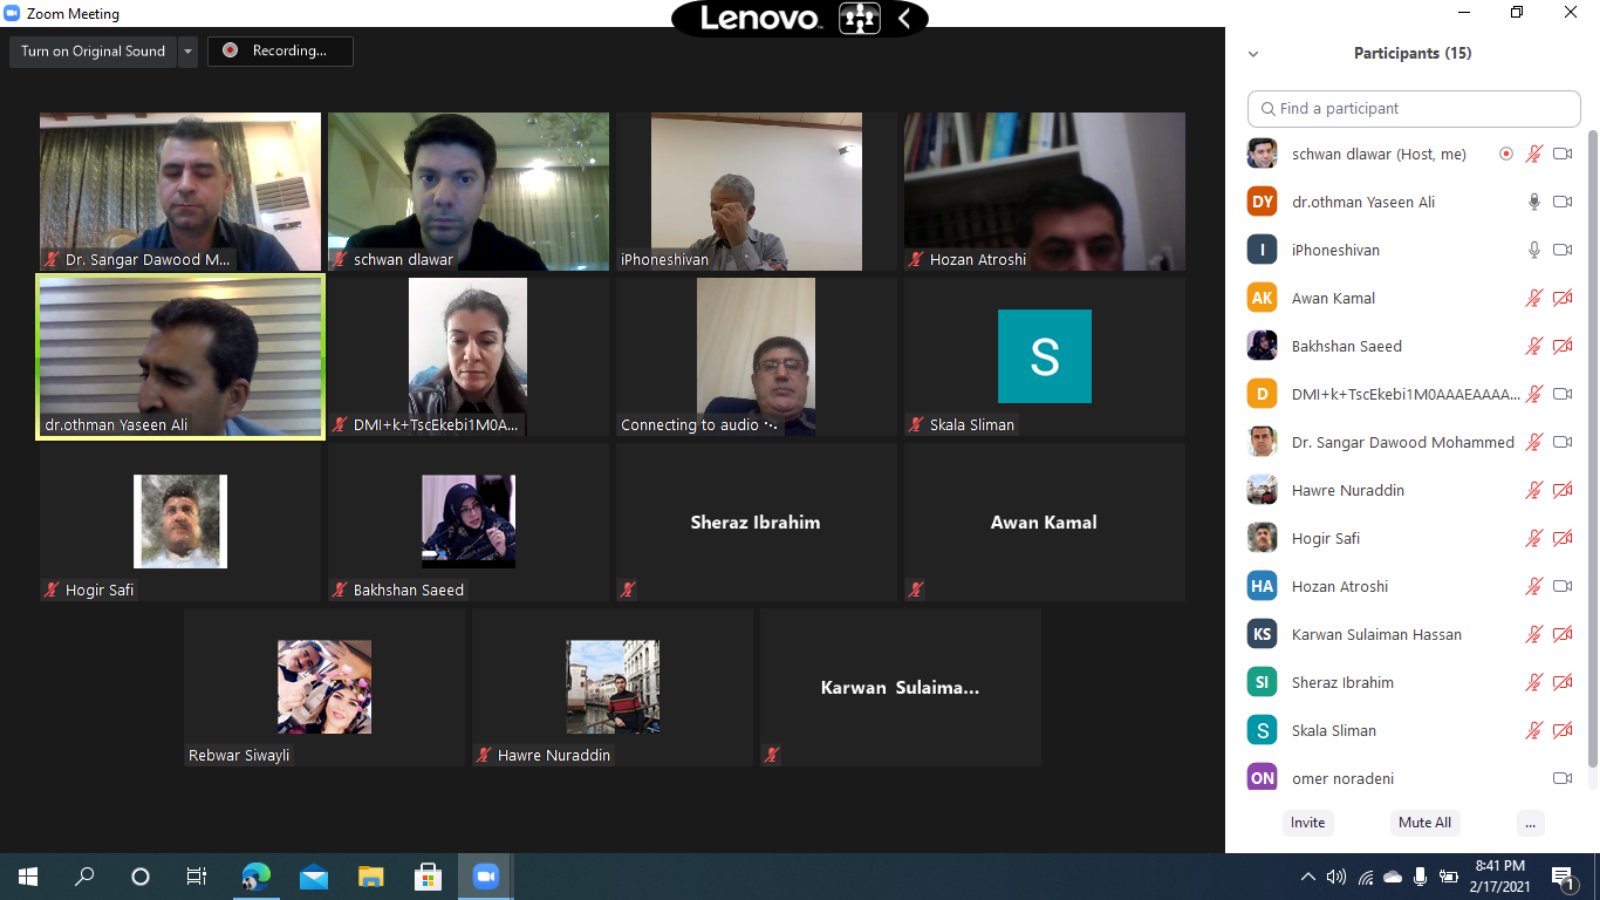 Zoom Meeting
Lenovo
Turn on Original Sound
Recording...
Dr. Sangar Dawood M...
schwan dlawar
iPhoneshivan
Hozan Atroshi
dr.othman Yaseen Ali
DMI+k+TscEkebi1M0A...
Connecting to audio
S
Skala Sliman
Hogir Safi
Bakhshan Saeed
Sheraz Ibrahim
Awan Kamal
Rebwar Siwayli
Hawre Nuraddin
Karwan Sulaima...
Participants (15)
Find a participant
schwan dlawar (Host, me)
DY dr.othman Yaseen Ali
I iPhoneshivan
AK Awan Kamal
Bakhshan Saeed
D DMI+k+TscEkebi1M0AAAEAAAA...
Dr. Sangar Dawood Mohammed
Hawre Nuraddin
Hogir Safi
HA Hozan Atroshi
KS Karwan Sulaiman Hassan
SI Sheraz Ibrahim
S Skala Sliman
ON omer noradeni
Invite Mute All ...
8:41 PM
2/17/2021
1